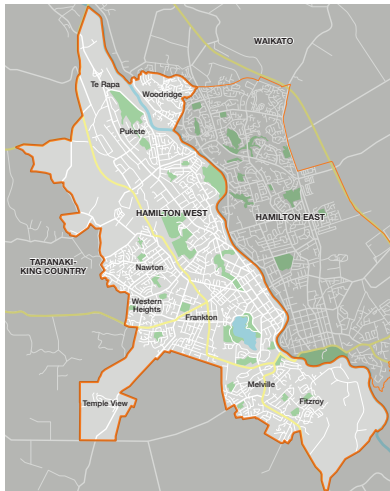 WAIKATO
Te Rapa
Woodridge
Pukete
HAMILTON WEST
HAMILTON EAST
TARANAKI-
KING COUNTRY
Nawton
Western
Heights
Frankton
Melville
Temple View
Fitzroy